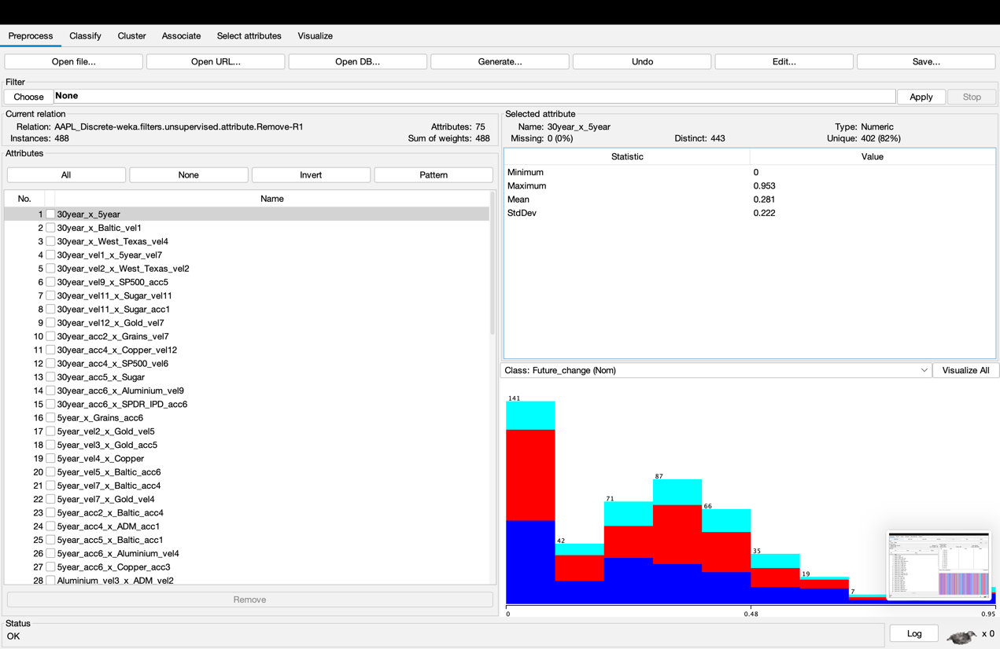 Preprocess Classify Cluster Associate Select attributes Visualize
Open file... Open URL... Open DB... Generate... Undo Edit... Save...
Filter
Choose None Apply Stop
Current relation
Relation: AAPL_Discrete-weka.filters.unsupervised.attribute.Remove-R1 Attributes: 75
Instances: 488 Sum of weights: 488
Attributes
All None Invert Pattern
No. Name
1 30year_x_5year
2 30year_x_Baltic_vel1
3 30year_x_West_Texas_vel4
4 30year_vel1_x_5year_vel7
5 30year_vel2_x_West_Texas_vel2
6 30year_vel9_x_SP500_acc5
7 30year_vel11_x_Sugar_vel11
8 30year_vel11_x_Sugar_acc1
9 30year_vel12_x_Gold_vel7
10 30year_acc2_x_Grains_vel7
11 30year_acc4_x_Copper_vel12
12 30year_acc4_x_SP500_vel6
13 30year_acc5_x_Sugar
14 30year_acc6_x_Aluminium_vel9
15 30year_acc6_x_SPDR_IPD_acc6
16 5year_x_Grains_acc6
17 5year_vel2_x_Gold_vel5
18 5year_vel3_x_Gold_acc5
19 5year_vel4_x_Copper
20 5year_vel5_x_Baltic_acc6
21 5year_vel7_x_Baltic_acc4
22 5year_vel7_x_Gold_vel4
23 5year_acc2_x_Baltic_acc4
24 5year_acc4_x_ADM_acc1
25 5year_acc5_x_Baltic_acc1
26 5year_acc6_x_Aluminium_vel4
27 5year_acc6_x_Copper_acc3
28 Aluminium_vel3_x_ADM_vel2
Remove
Selected attribute
Name: 30year_x_5year Type: Numeric
Missing: 0 (0%) Distinct: 443 Unique: 402 (82%)
Statistic Value
Minimum 0
Maximum 0.953
Mean 0.281
StdDev 0.222
Class: Future_change (Nom) Visualize All
141
42
71
87
66
35
19
7
0 0.48 0.95
Status
OK
Log x 0